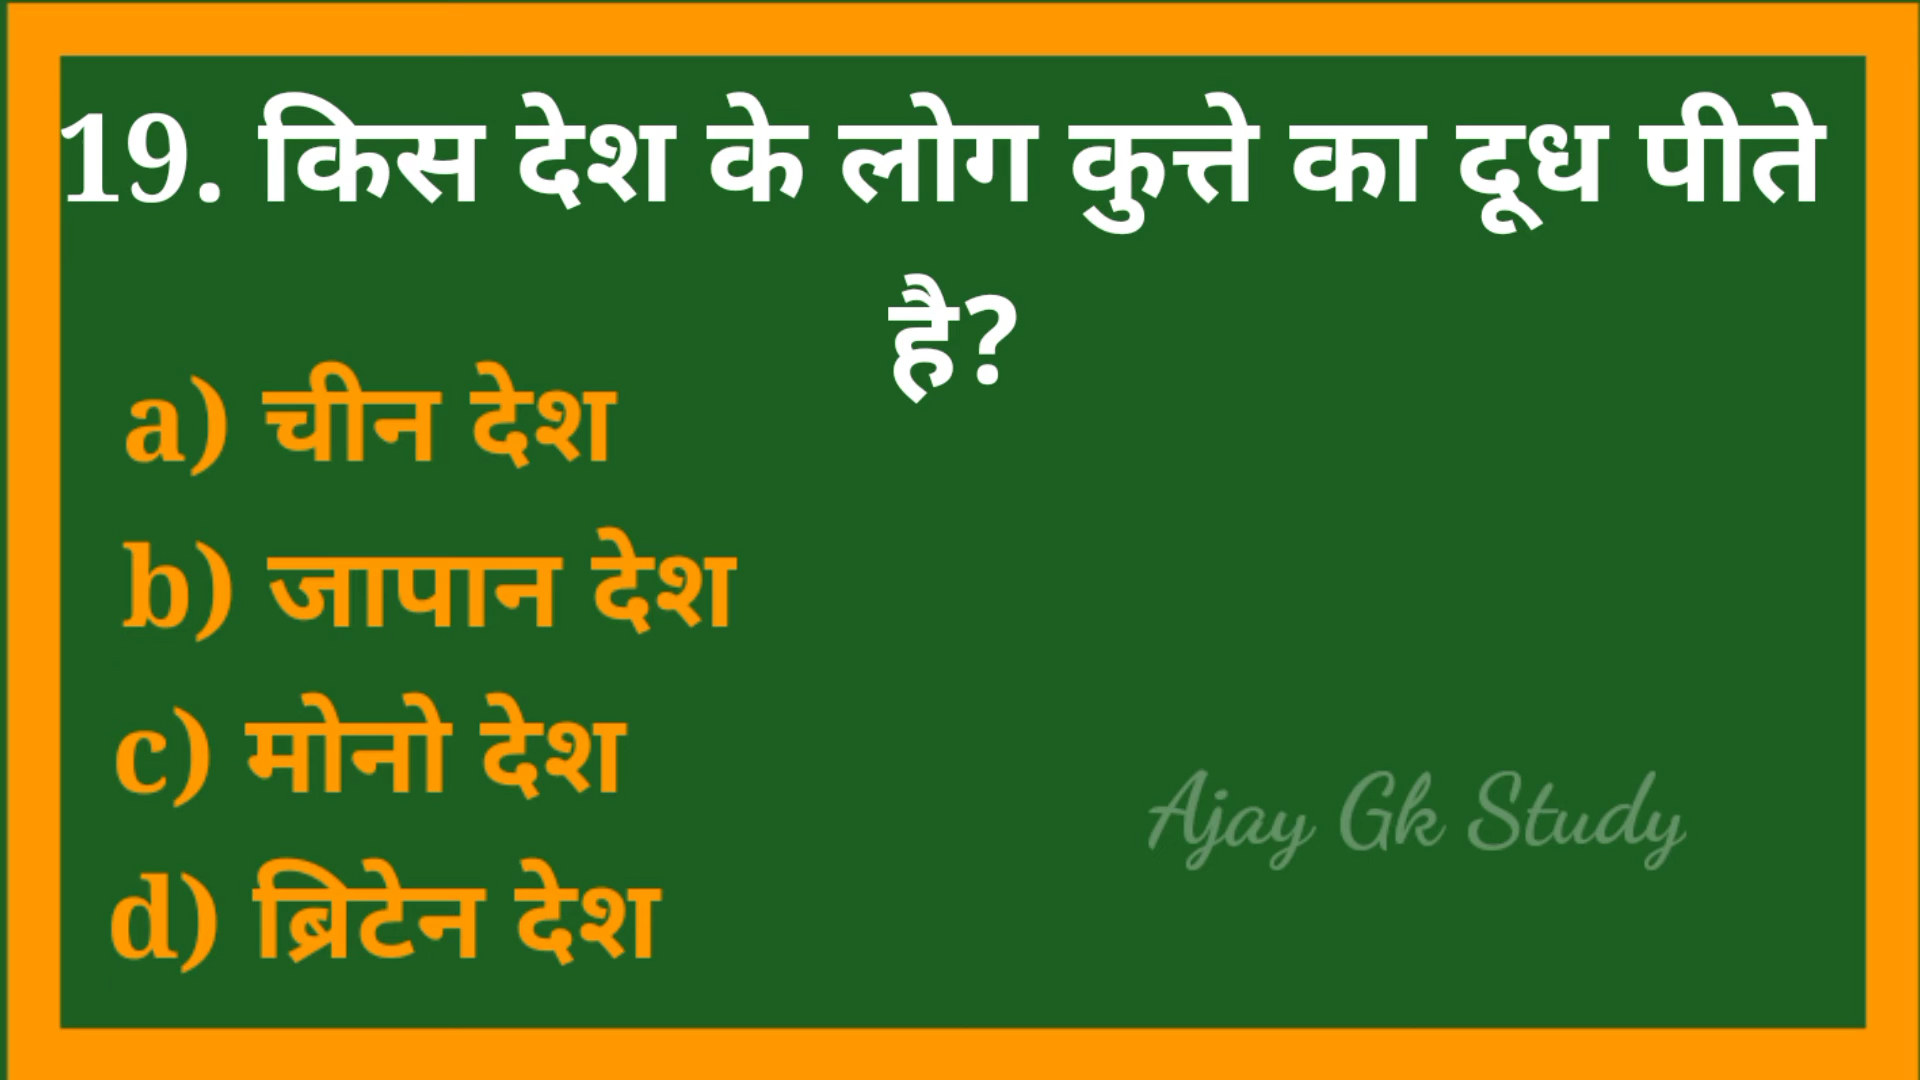 19. किस देश के लोग कुत्ते का दूध पीते
है?
a) चीन देश
b) जापान देश
c) मोनो देश
d) ब्रिटेन देश
Ajay Gk Study